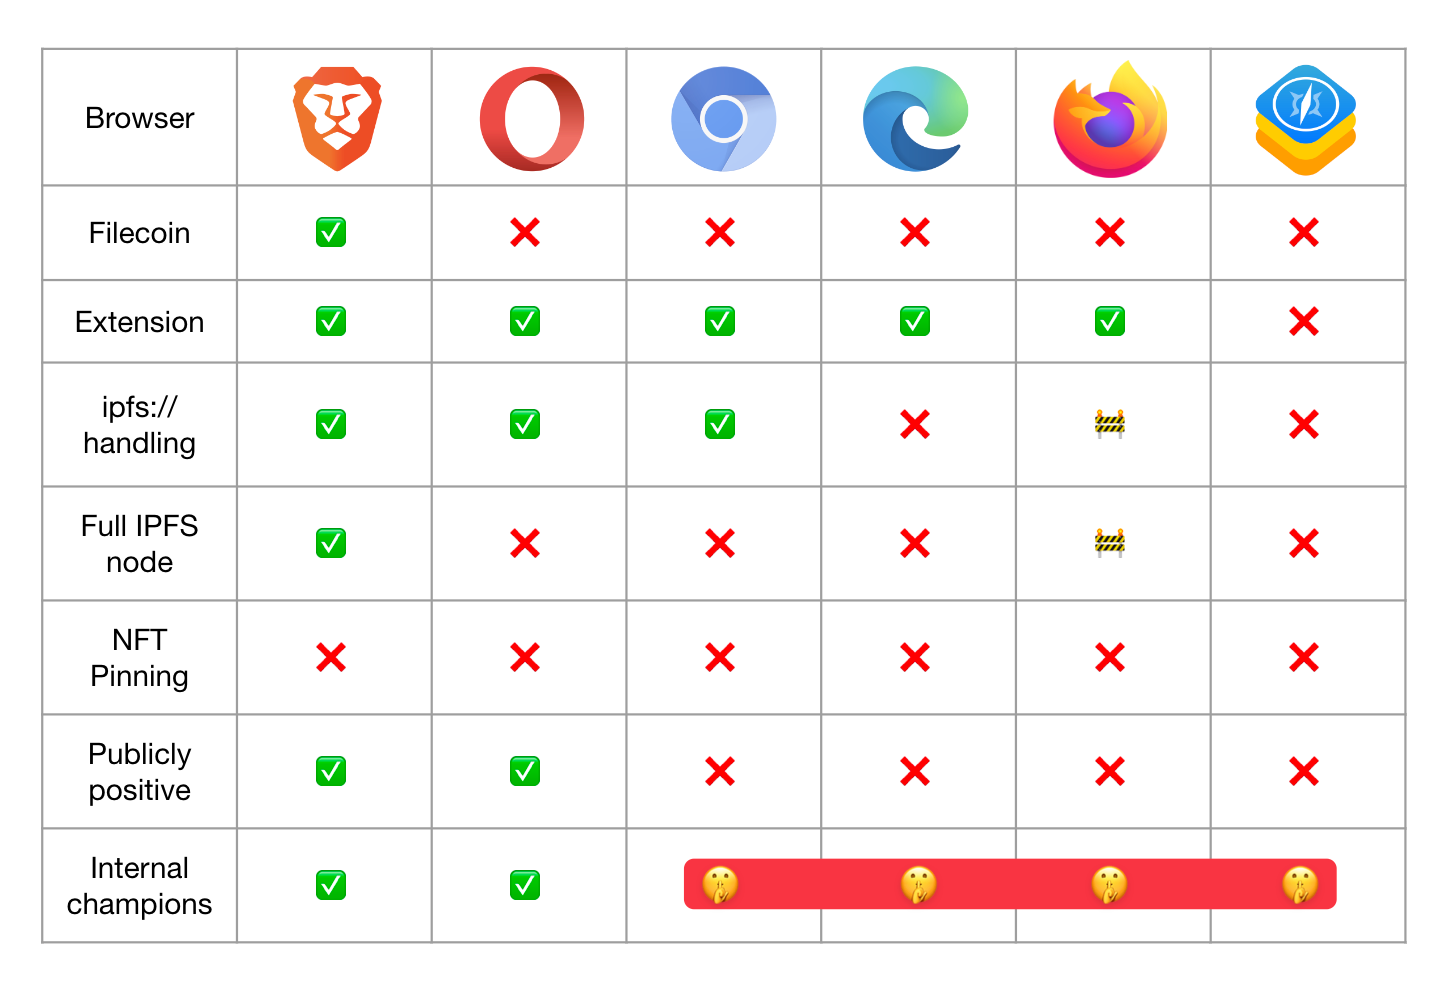 Browser
Filecoin
Extension
ipfs://
handling
Full IPFS
node
NFT
Pinning
Publicly
positive
Internal
champions